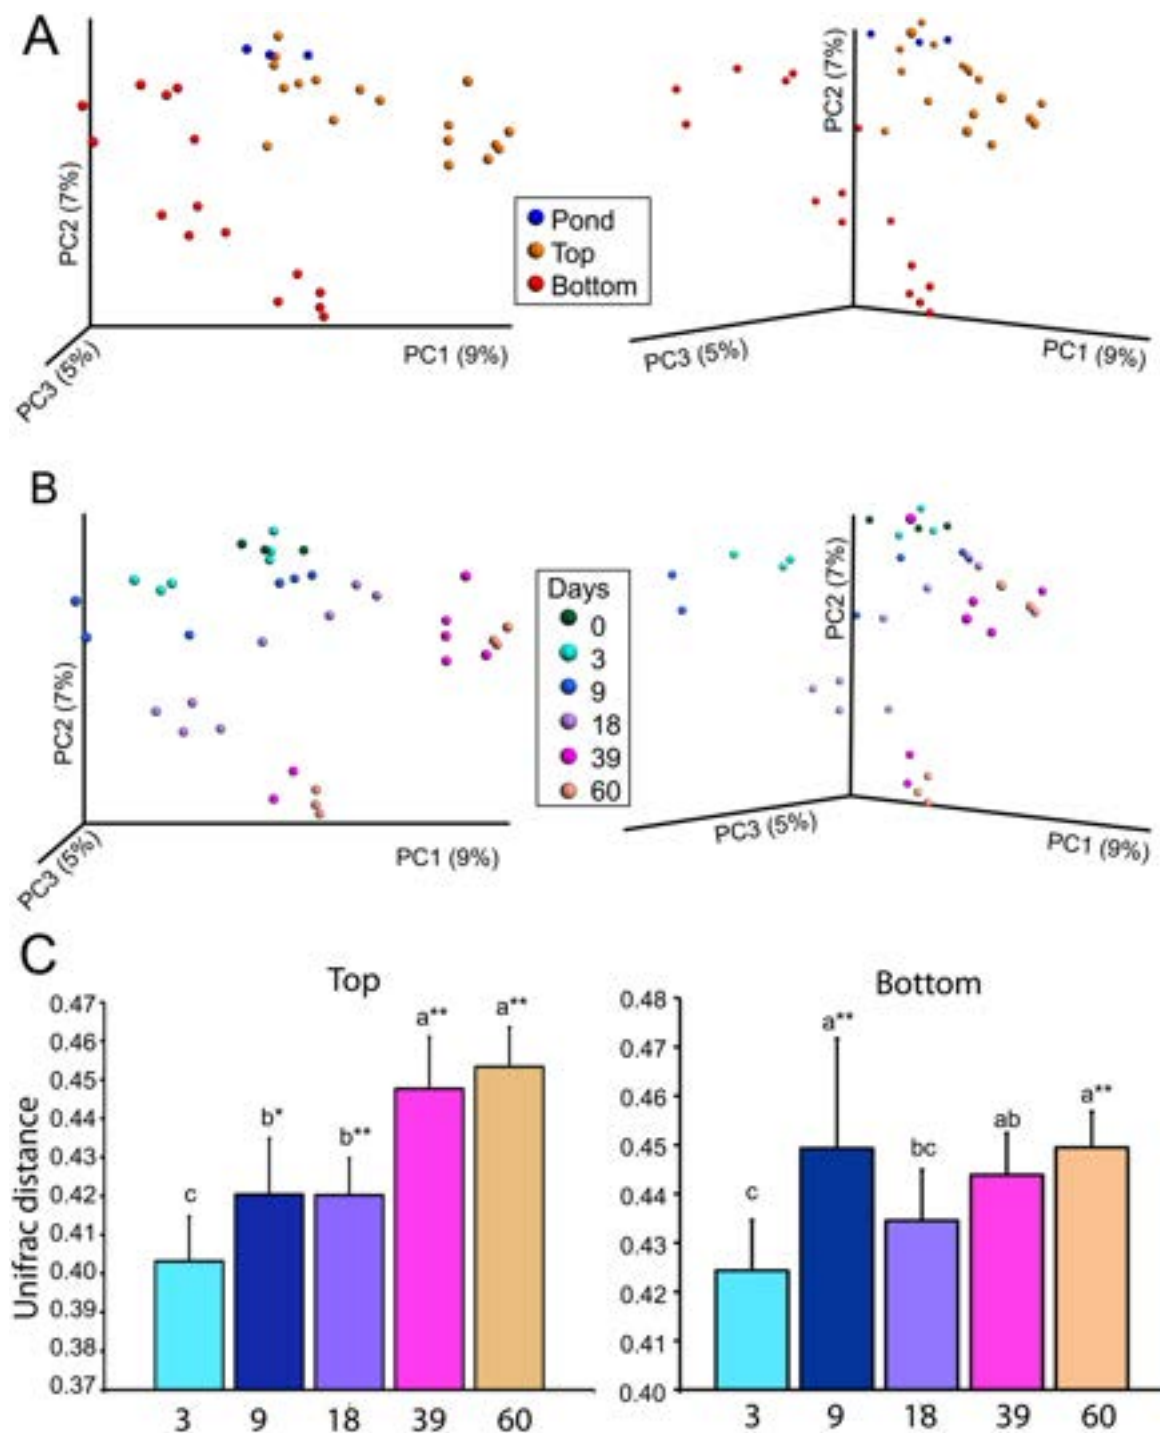 A
PC2 (7%)
PC3 (5%)
PC1 (9%)
Pond
Top
Bottom
PC2 (7%)
PC3 (5%)
PC1 (9%)
B
PC2 (7%)
PC3 (5%)
PC1 (9%)
Days
0
3
9
18
39
60
PC2 (7%)
PC3 (5%)
PC1 (9%)
C
Top
Unifrac distance
0.47
0.46
0.45
0.44
0.43
0.42
0.41
0.40
0.39
0.38
0.37
c
b*
b**
a**
a**
3 9 18 39 60
Bottom
0.48
0.47
0.46
0.45
0.44
0.43
0.42
0.41
0.40
c
a**
bc
ab
a**
3 9 18 39 60